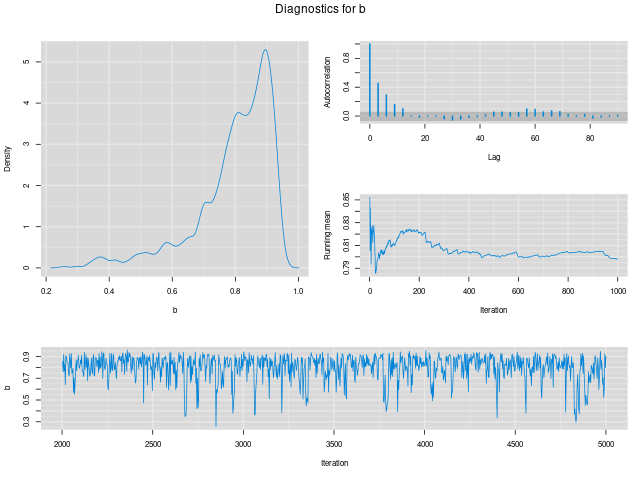 Diagnostics for b
Density
5
4
3
2
1
0
0.2 0.4 0.6 0.8 1.0
b
Autocorrelation
0.8
0.4
0.0
0 20 40 60 80
Lag
Running mean
0.85
0.83
0.81
0.79
0 200 400 600 800 1000
Iteration
b
0.9
0.7
0.5
0.3
2000 2500 3000 3500 4000 4500 5000
Iteration